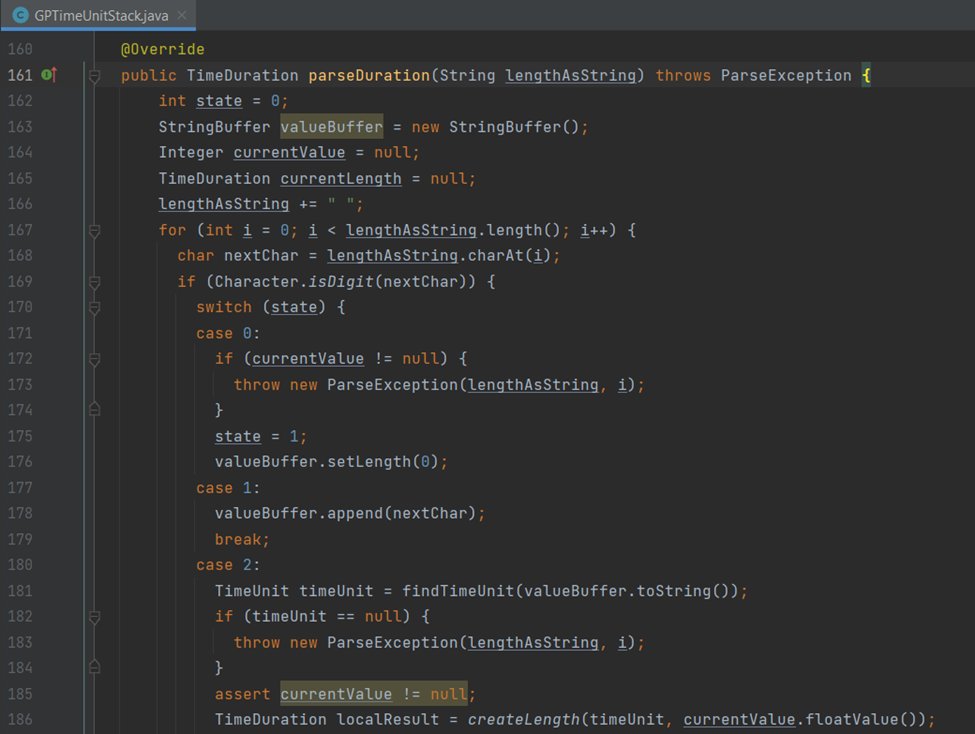 GPTimeUnitStack.java
160 @Override
161 public TimeDuration parseDuration(String lengthAsString) throws ParseException {
162 int state = 0;
163 StringBuffer valueBuffer = new StringBuffer();
164 Integer currentValue = null;
165 TimeDuration currentLength = null;
166 lengthAsString += " ";
167 for (int i = 0; i < lengthAsString.length(); i++) {
168 char nextChar = lengthAsString.charAt(i);
169 if (Character.isDigit(nextChar)) {
170 switch (state) {
171 case 0:
172 if (currentValue != null) {
173 throw new ParseException(lengthAsString, i);
174 }
175 state = 1;
176 valueBuffer.setLength(0);
177 case 1:
178 valueBuffer.append(nextChar);
179 break;
180 case 2:
181 TimeUnit timeUnit = findTimeUnit(valueBuffer.toString());
182 if (timeUnit == null) {
183 throw new ParseException(lengthAsString, i);
184 }
185 assert currentValue != null;
186 TimeDuration localResult = createLength(timeUnit, currentValue.floatValue());